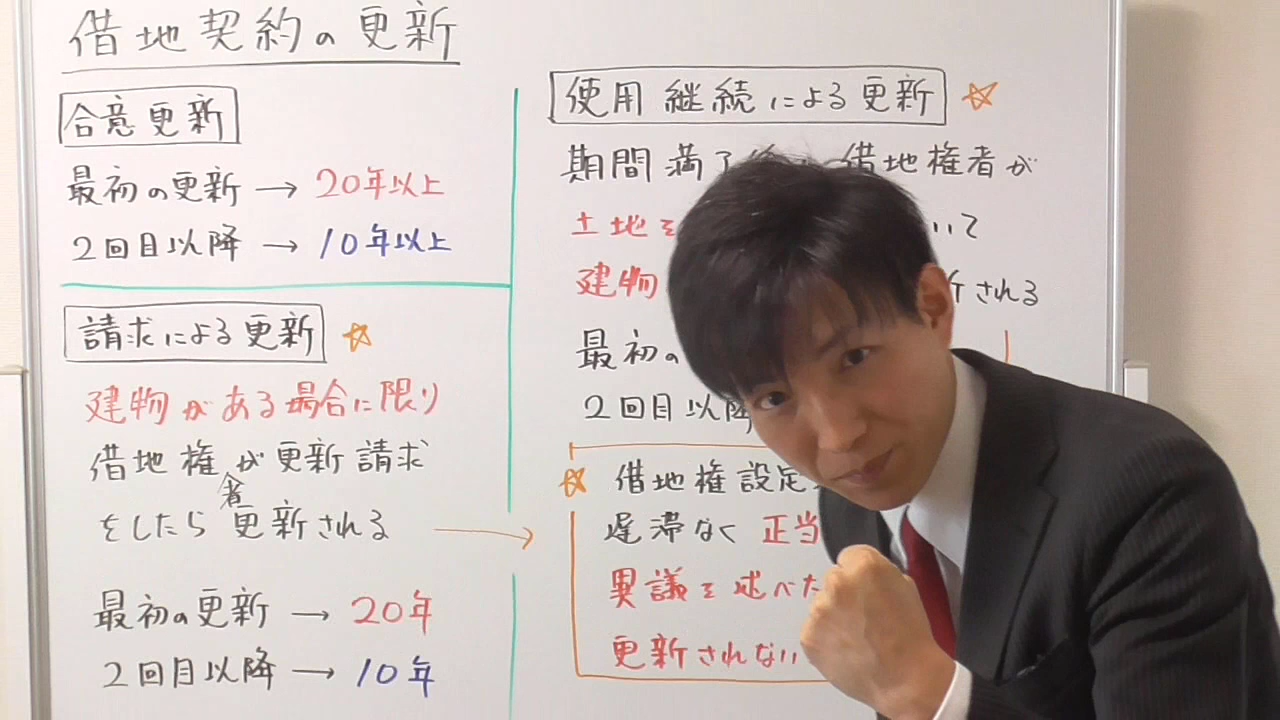 借地契約の更新
合意更新
最初の更新 → 20年以上
2回目以降 → 10年以上
請求による更新 ☆
建物がある場合に限り
借地権者が更新請求
をしたら更新される
最初の更新 → 20年
2回目以降 → 10年
使用継続による更新 ☆
期間満了 借地権者が
土地を いて
建物 される
最初の
2回目以降
☆ 借地権設定
遅滞なく 正当
異議を述べた
更新されない